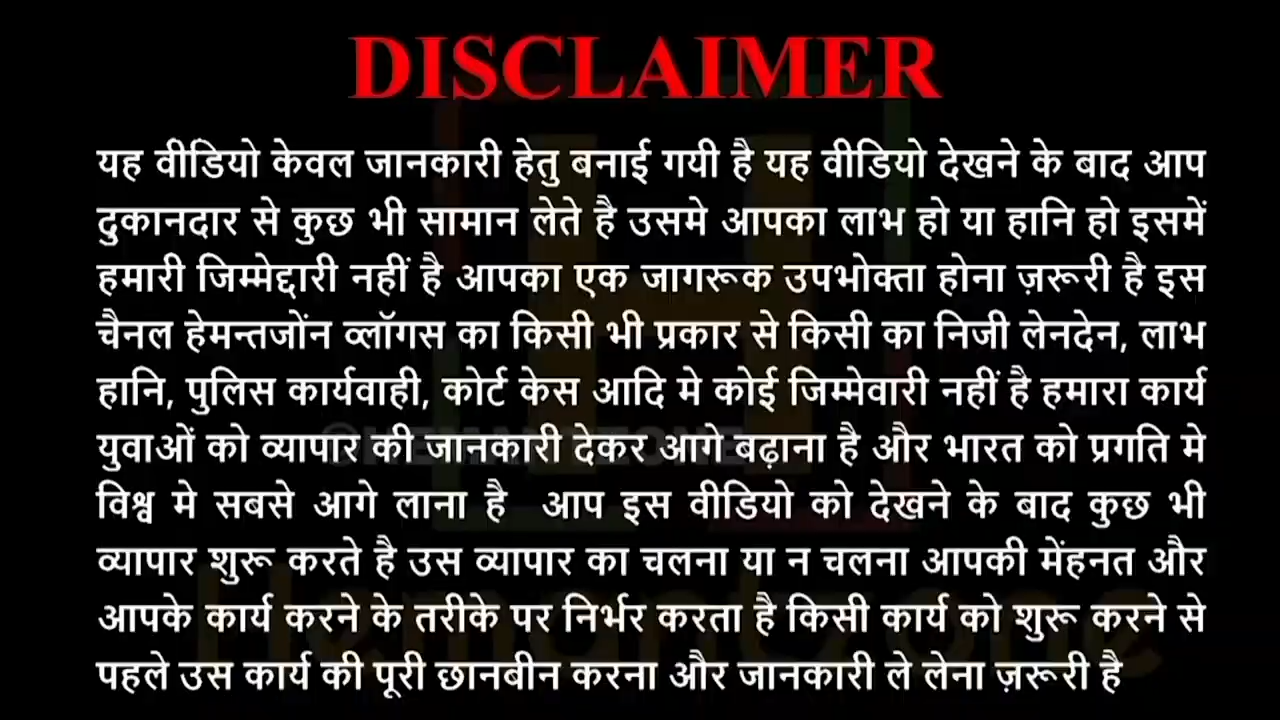 DISCLAIMER
यह वीडियो केवल जानकारी हेतु बनाई गयी है यह वीडियो देखने के बाद आप
दुकानदार से कुछ भी सामान लेते है उसमे आपका लाभ हो या हानि हो इसमें
हमारी जिम्मेद्दारी नहीं है आपका एक जागरूक उपभोक्ता होना ज़रूरी है इस
चैनल हेमन्तजोंन व्लॉगस का किसी भी प्रकार से किसी का निजी लेनदेन, लाभ
हानि, पुलिस कार्यवाही, कोर्ट केस आदि मे कोई जिम्मेवारी नहीं है हमारा कार्य
युवाओं को व्यापार की जानकारी देकर आगे बढ़ाना है और भारत को प्रगति मे
विश्व मे सबसे आगे लाना है आप इस वीडियो को देखने के बाद कुछ भी
व्यापार शुरू करते है उस व्यापार का चलना या न चलना आपकी मेंहनत और
आपके कार्य करने के तरीके पर निर्भर करता है किसी कार्य को शुरू करने से
पहले उस कार्य की पूरी छानबीन करना और जानकारी ले लेना ज़रूरी है